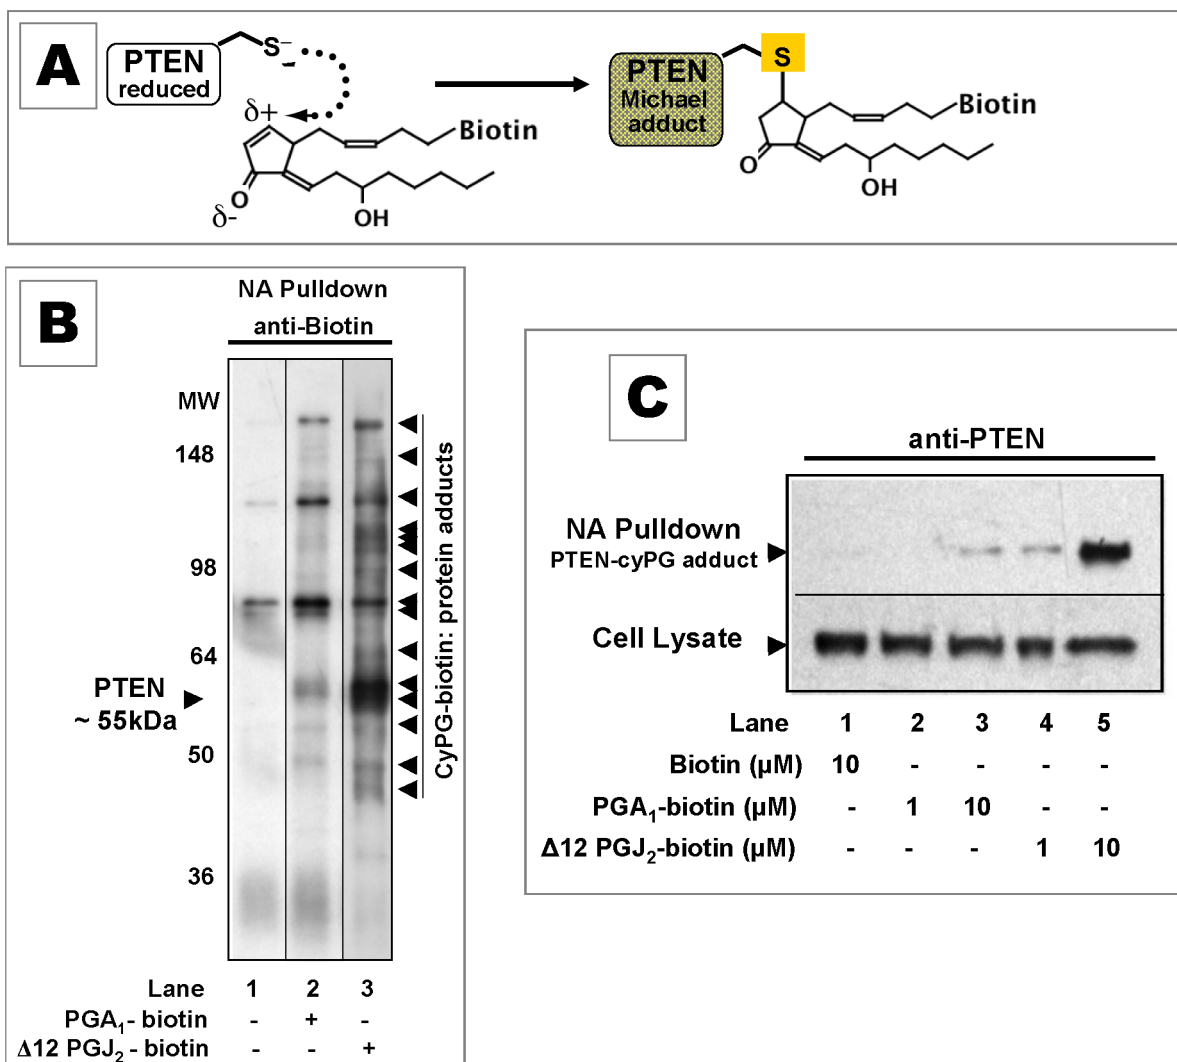 A
PTEN
reduced
S–
δ+
Biotin
O
δ-
OH
PTEN
Michael
adduct
S
Biotin
O
OH
B
NA Pulldown
anti-Biotin
MW
148
98
64
PTEN
~ 55kDa
50
36
CyPG-biotin: protein adducts
Lane 1 2 3
PGA1- biotin - + -
Δ12 PGJ2 - biotin - - +
C
anti-PTEN
NA Pulldown
PTEN-cyPG adduct
Cell Lysate
Lane 1 2 3 4 5
Biotin (µM) 10 - - - -
PGA1-biotin (µM) - 1 10 - -
Δ12 PGJ2-biotin (µM) - - - 1 10